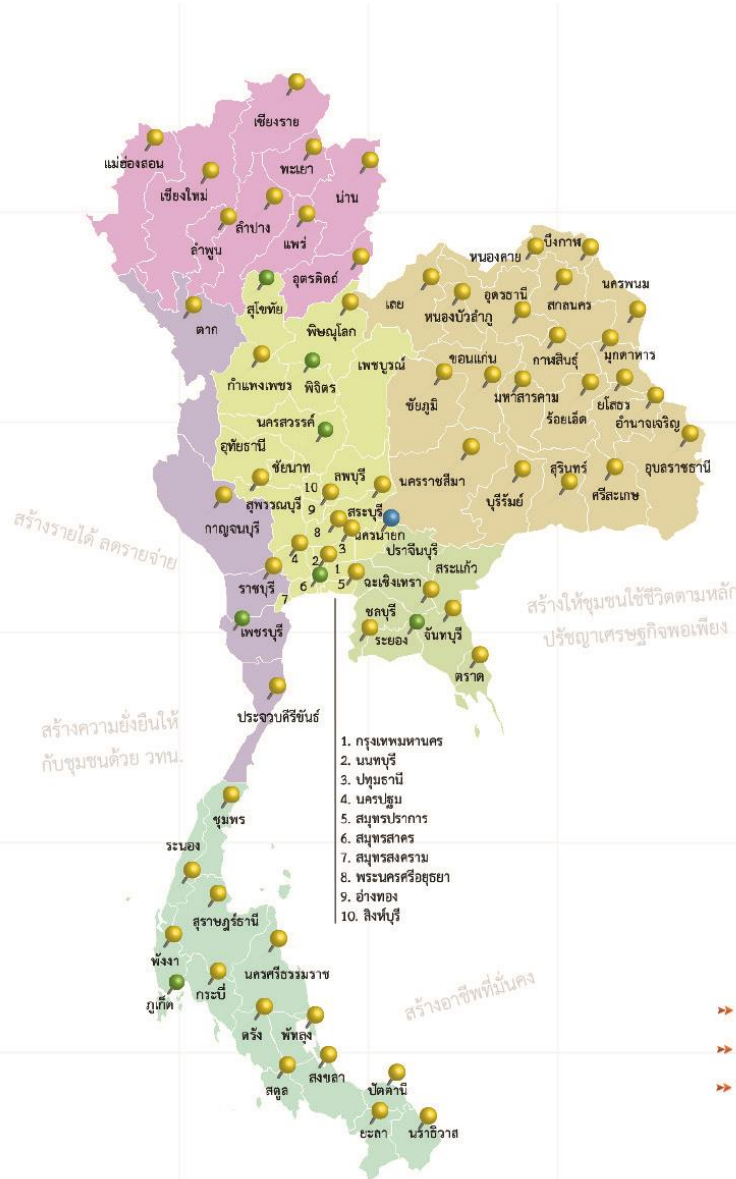 เชียงราย
แม่ฮ่องสอน
พะเยา
เชียงใหม่
น่าน
ลำปาง
ลำพูน
แพร่
อุตรดิตถ์
สุโขทัย
ตาก
พิษณุโลก
เพชรบูรณ์
กำแพงเพชร
พิจิตร
นครสวรรค์
อุทัยธานี
ชัยนาท
ลพบุรี
สุพรรณบุรี
10
9
8
สระบุรี
นครนายก
กาญจนบุรี
4
2
3
1
5
6
7
ราชบุรี
เพชรบุรี
ประจวบคีรีขันธ์
หนองคาย
บึงกาฬ
เลย
หนองบัวลำภู
อุดรธานี
สกลนคร
นครพนม
ขอนแก่น
กาฬสินธุ์
มุกดาหาร
ชัยภูมิ
มหาสารคาม
ร้อยเอ็ด
ยโสธร
อำนาจเจริญ
นครราชสีมา
บุรีรัมย์
สุรินทร์
ศรีสะเกษ
อุบลราชธานี
ปราจีนบุรี
สระแก้ว
ฉะเชิงเทรา
ชลบุรี
ระยอง
จันทบุรี
ตราด
สร้างรายได้ ลดรายจ่าย
สร้างให้ชุมชนใช้ชีวิตตามหลัก
ปรัชญาเศรษฐกิจพอเพียง
สร้างความยั่งยืนให้
กับชุมชนด้วย วทน.
1. กรุงเทพมหานคร
2. นนทบุรี
3. ปทุมธานี
4. นครปฐม
5. สมุทรปราการ
6. สมุทรสาคร
7. สมุทรสงคราม
8. พระนครศรีอยุธยา
9. อ่างทอง
10. สิงห์บุรี
ชุมพร
ระนอง
สุราษฎร์ธานี
พังงา
นครศรีธรรมราช
ภูเก็ต
กระบี่
ตรัง
พัทลุง
สตูล
สงขลา
ปัตตานี
ยะลา
นราธิวาส
สร้างอาชีพที่มั่นคง